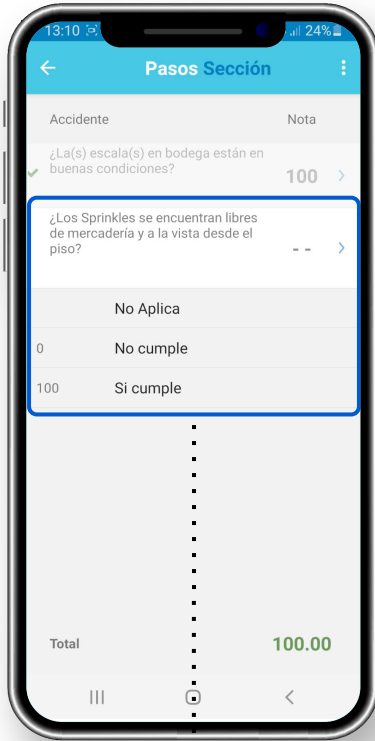 13:10 24%
Pasos Sección
Accidente Nota
¿La(s) escala(s) en bodega están en
buenas condiciones?
100
¿Los Sprinkles se encuentran libres
de mercadería y a la vista desde el
piso?
- -
No Aplica
0 No cumple
100 Si cumple
Total 100.00